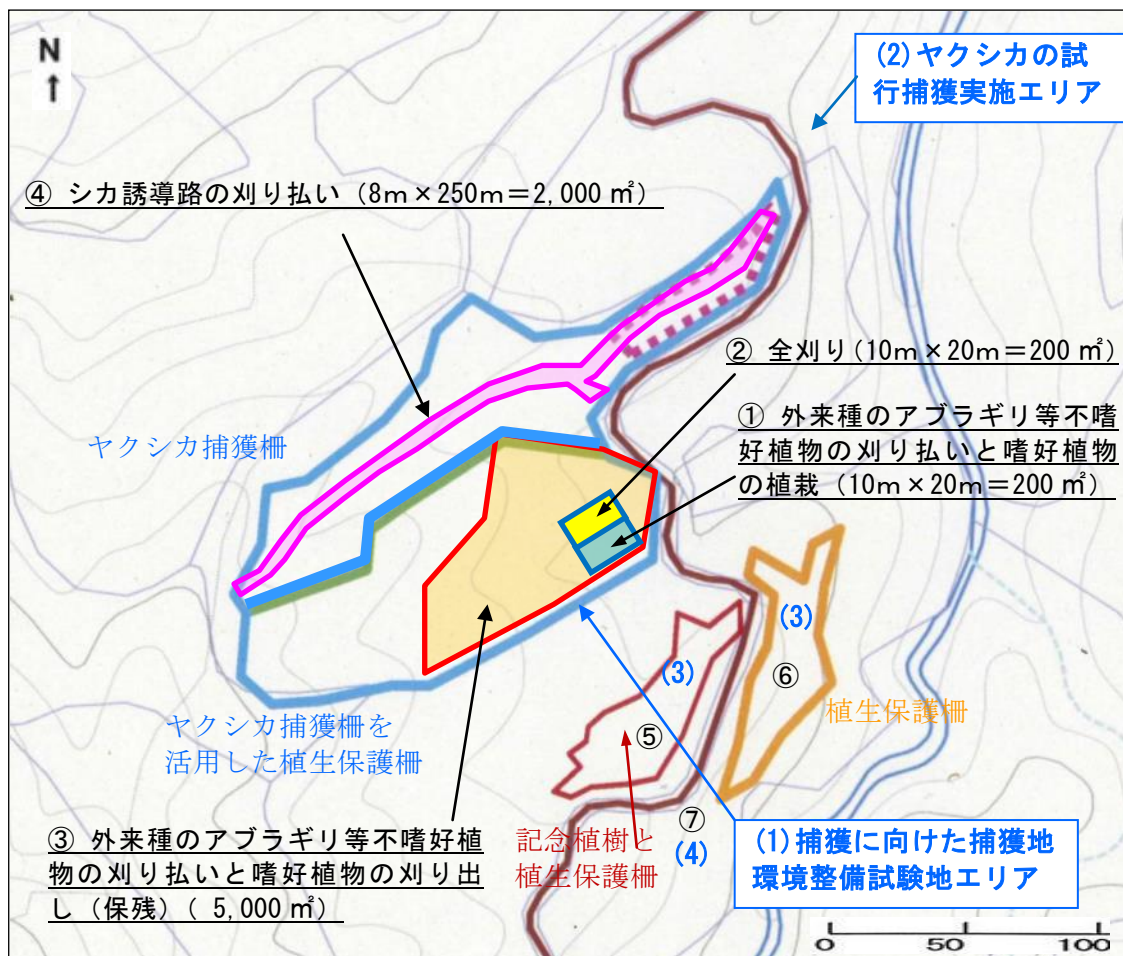 N
(2)ヤクシカの試
行捕獲実施エリア
④ シカ誘導路の刈り払い（8m×250m＝2,000 ㎡）
② 全刈り(10m×20m＝200 ㎡)
① 外来種のアブラギリ等不嗜
好植物の刈り払いと嗜好植物
の植栽（10m×20m＝200 ㎡）
ヤクシカ捕獲柵
(3)
⑥
植生保護柵
(3)
⑤
ヤクシカ捕獲柵を
活用した植生保護柵
③ 外来種のアブラギリ等不嗜好植
物の刈り払いと嗜好植物の刈り出
し（保残）( 5,000 ㎡）
記念植樹と
植生保護柵
⑦
(4)
(1)捕獲に向けた捕獲地
環境整備試験地エリア
0 50 100